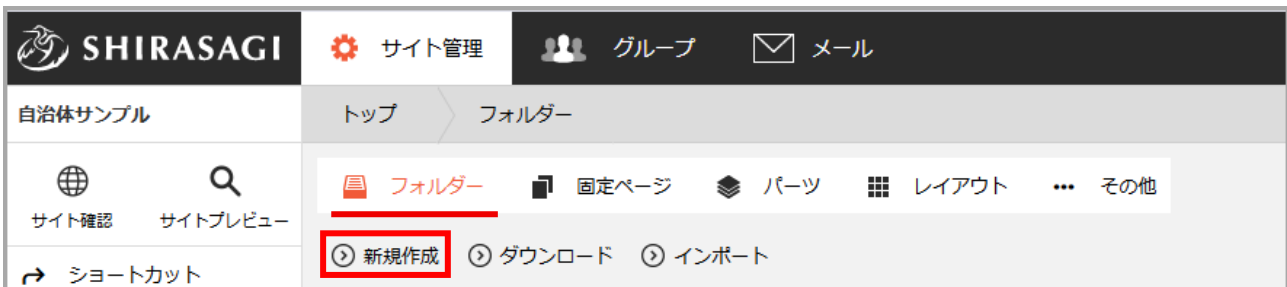 SHIRASAGI サイト管理 グループ メール
自治体サンプル トップ フォルダー
フォルダー 固定ページ パーツ レイアウト ••• その他
サイト確認 サイトプレビュー
新規作成 ダウンロード インポート
ショートカット